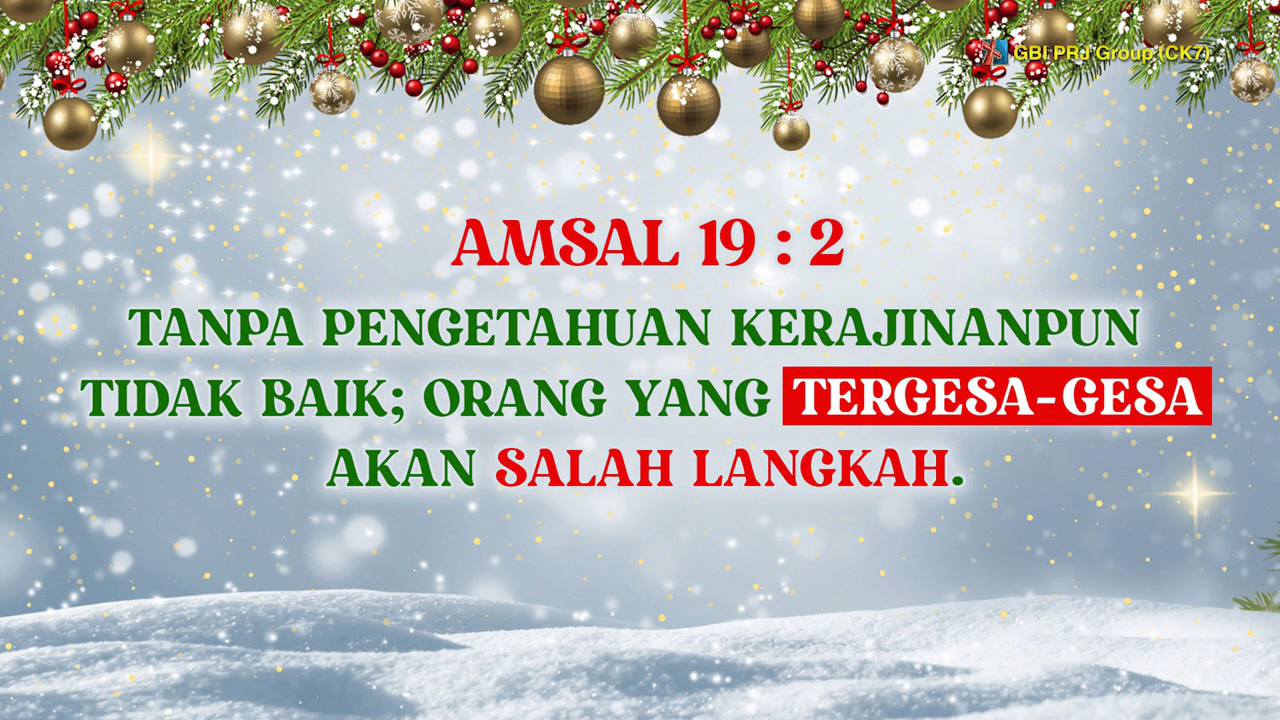 GBI PRJ Group (CK7)
AMSAL 19 : 2
TANPA PENGETAHUAN KERAJINANPUN
TIDAK BAIK; ORANG YANG TERGESA-GESA
AKAN SALAH LANGKAH.